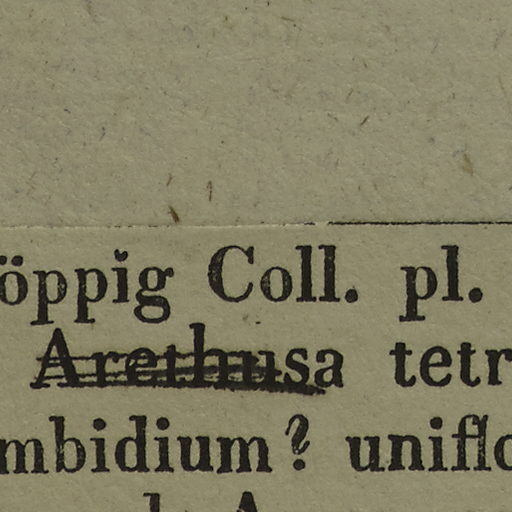 öppig Coll. pl.
Arethusa tetr
mbidium? uniflo